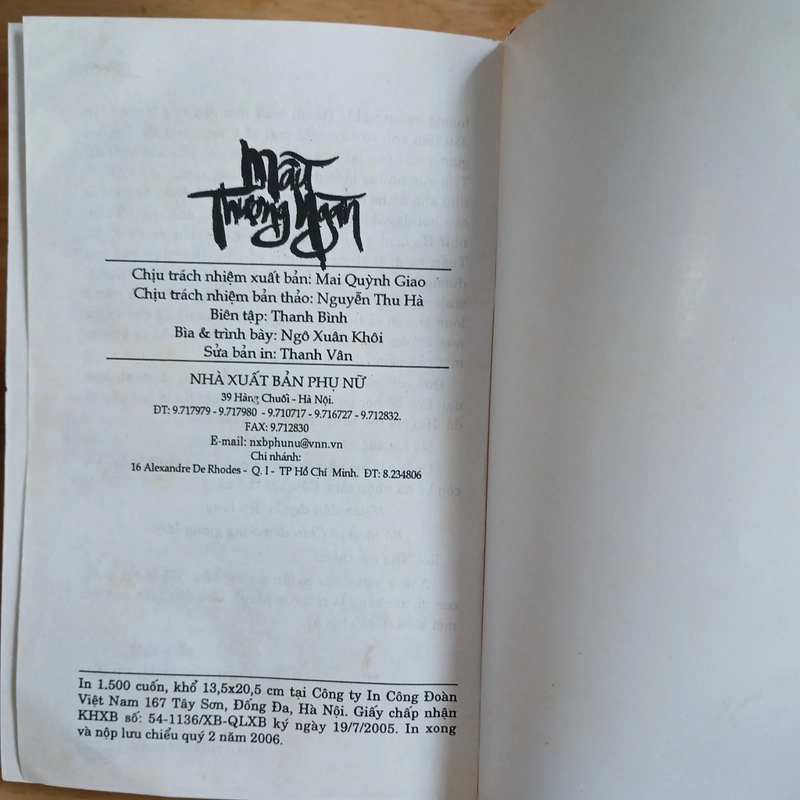 Mẫu
Thượng Ngàn
Chịu trách nhiệm xuất bản: Mai Quỳnh Giao
Chịu trách nhiệm bản thảo: Nguyễn Thu Hà
Biên tập: Thanh Bình
Bìa & trình bày: Ngô Xuân Khôi
Sửa bản in: Thanh Vân
NHÀ XUẤT BẢN PHỤ NỮ
39 Hàng Chuối - Hà Nội.
ĐT: 9.717979 - 9.717980 - 9.710717 - 9.716727 - 9.712832.
FAX: 9.712830
E-mail: nxbphunu@vnn.vn
Chi nhánh:
16 Alexandre De Rhodes - Q. I - TP Hồ Chí Minh. ĐT: 8.234806
In 1.500 cuốn, khổ 13,5x20,5 cm tại Công ty In Công Đoàn
Việt Nam 167 Tây Sơn, Đống Đa, Hà Nội. Giấy chấp nhận
KHXB số: 54-1136/XB-QLXB ký ngày 19/7/2005. In xong
và nộp lưu chiểu quý 2 năm 2006.